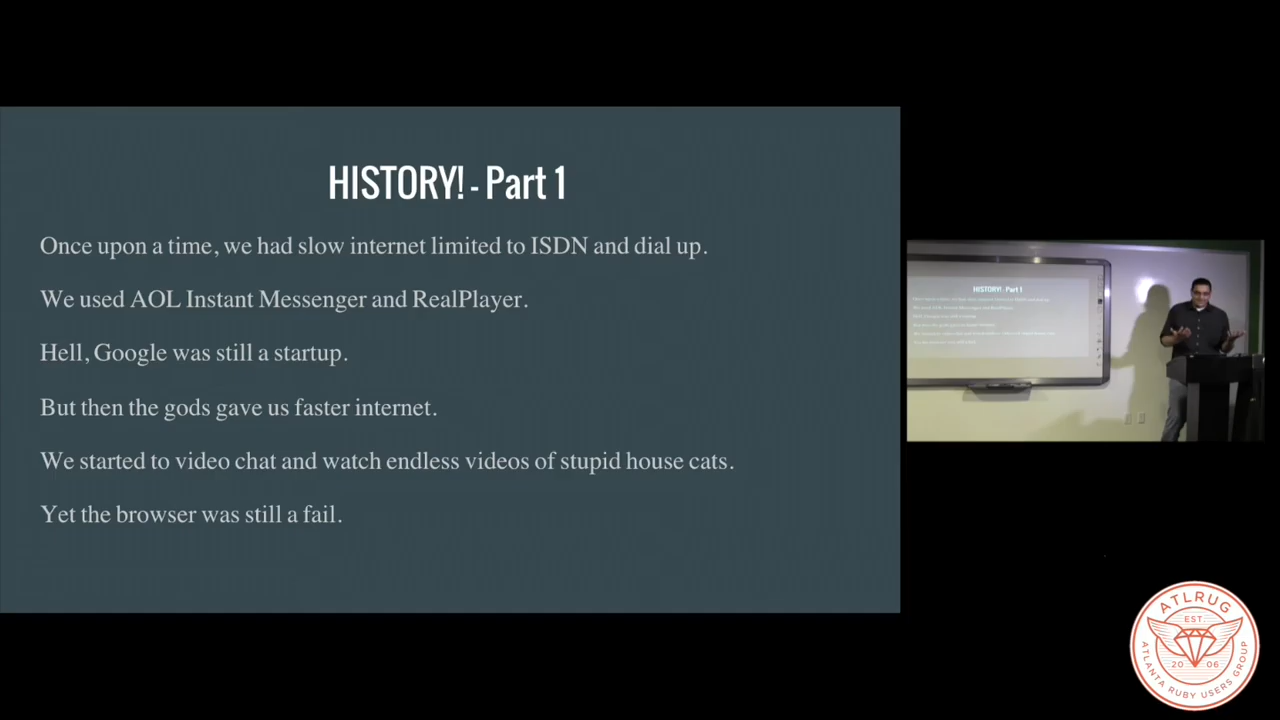 HISTORY! - Part 1
Once upon a time, we had slow internet limited to ISDN and dial up.
We used AOL Instant Messenger and RealPlayer.
Hell, Google was still a startup.
But then the gods gave us faster internet.
We started to video chat and watch endless videos of stupid house cats.
Yet the browser was still a fail.
HISTORY! - Part 1
ATLRUG
EST.
20 06
ATLANTA RUBY USERS GROUP